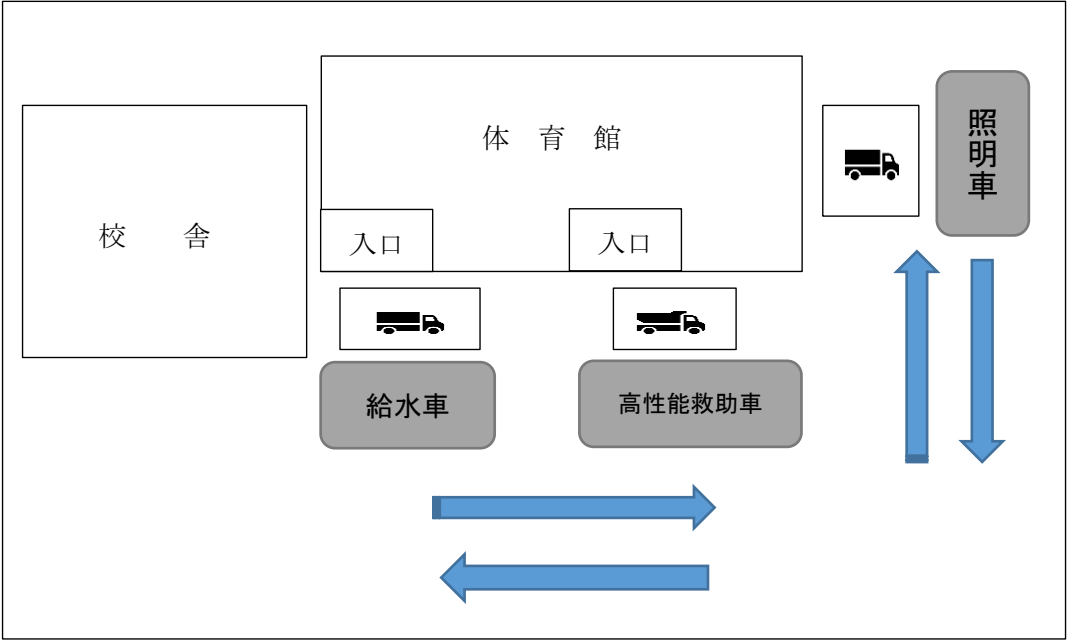 体　育　館
照明車
校　　舎
入口
入口
給水車
高性能救助車